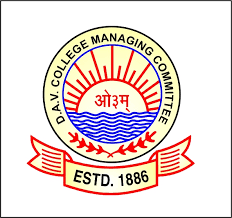 D.A.V. COLLEGE MANAGING COMMITTEE
ओ३म्
ESTD. 1886